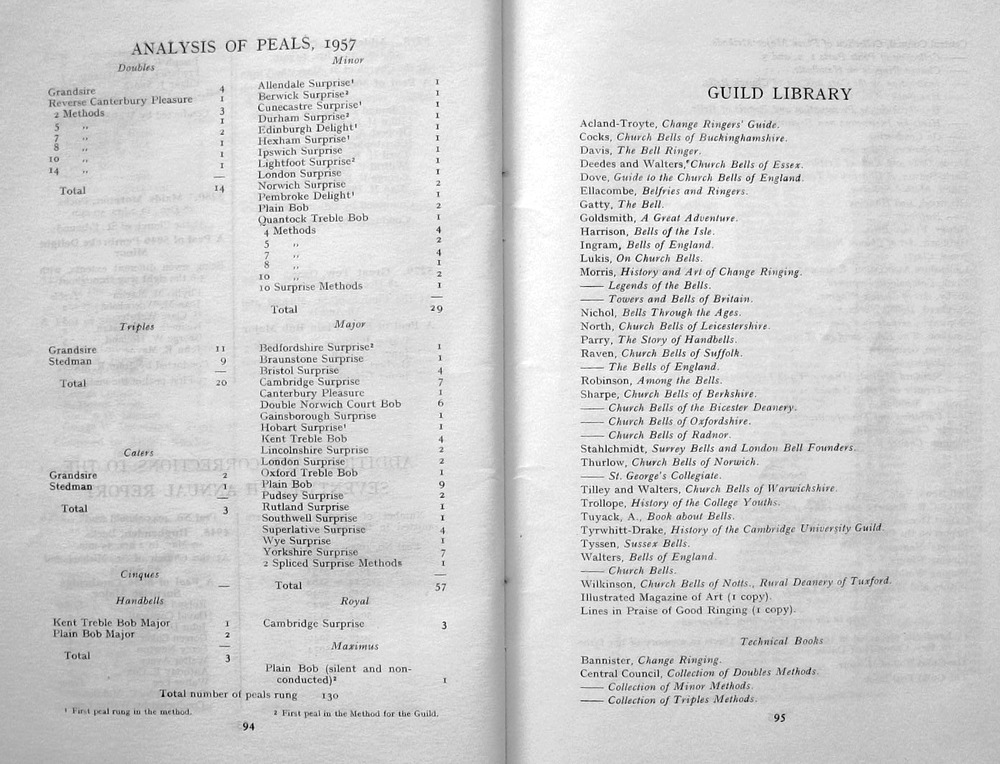 ANALYSIS OF PEALS, 1957
Doubles
Grandsire 4
Reverse Canterbury Pleasure 1
2 Methods 3
5 ,, 1
7 ,, 2
8 ,, 1
10 ,, 1
14 ,, 1
—
Total 14
Triples
Grandsire 11
Stedman 9
—
Total 20
Caters
Grandsire 2
Stedman 1
—
Total 3
Cinques
—
Handbells
Kent Treble Bob Major 1
Plain Bob Major 2
—
Total 3
Minor
Allendale Surprise¹ 1
Berwick Surprise² 1
Cunecastre Surprise¹ 1
Durham Surprise² 1
Edinburgh Delight¹ 1
Hexham Surprise¹ 1
Ipswich Surprise 1
Lightfoot Surprise² 1
London Surprise 1
Norwich Surprise 2
Pembroke Delight¹ 1
Plain Bob 2
Quantock Treble Bob 1
4 Methods 4
5 ,, 2
7 ,, 4
8 ,, 1
10 ,, 2
10 Surprise Methods 1
—
Total 29
Major
Bedfordshire Surprise² 1
Braunstone Surprise 1
Bristol Surprise 4
Cambridge Surprise 7
Canterbury Pleasure 1
Double Norwich Court Bob 6
Gainsborough Surprise 1
Hobart Surprise¹ 1
Kent Treble Bob 4
Lincolnshire Surprise 2
London Surprise 2
Oxford Treble Bob 1
Plain Bob 9
Pudsey Surprise 2
Rutland Surprise 1
Southwell Surprise 1
Superlative Surprise 4
Wye Surprise 1
Yorkshire Surprise 7
2 Spliced Surprise Methods 1
—
Total 57
Royal
Cambridge Surprise 3
Maximus
Plain Bob (silent and non-
conducted)² 1
Total number of peals rung 130
¹ First peal rung in the method. ² First peal in the Method for the Guild.
94
GUILD LIBRARY
Acland-Troyte, Change Ringers' Guide.
Cocks, Church Bells of Buckinghamshire.
Davis, The Bell Ringer.
Deedes and Walters, Church Bells of Essex.
Dove, Guide to the Church Bells of England.
Ellacombe, Belfries and Ringers.
Gatty, The Bell.
Goldsmith, A Great Adventure.
Harrison, Bells of the Isle.
Ingram, Bells of England.
Lukis, On Church Bells.
Morris, History and Art of Change Ringing.
—— Legends of the Bells.
—— Towers and Bells of Britain.
Nichol, Bells Through the Ages.
North, Church Bells of Leicestershire.
Parry, The Story of Handbells.
Raven, Church Bells of Suffolk.
—— The Bells of England.
Robinson, Among the Bells.
Sharpe, Church Bells of Berkshire.
—— Church Bells of the Bicester Deanery.
—— Church Bells of Oxfordshire.
—— Church Bells of Radnor.
Stahlchmidt, Surrey Bells and London Bell Founders.
Thurlow, Church Bells of Norwich.
—— St. George's Collegiate.
Tilley and Walters, Church Bells of Warwickshire.
Trollope, History of the College Youths.
Tuyack, A., Book about Bells.
Tyrwhitt-Drake, History of the Cambridge University Guild.
Tyssen, Sussex Bells.
Walters, Bells of England.
—— Church Bells.
Wilkinson, Church Bells of Notts., Rural Deanery of Tuxford.
Illustrated Magazine of Art (1 copy).
Lines in Praise of Good Ringing (1 copy).
Technical Books
Bannister, Change Ringing.
Central Council, Collection of Doubles Methods.
—— Collection of Minor Methods.
—— Collection of Triples Methods.
95